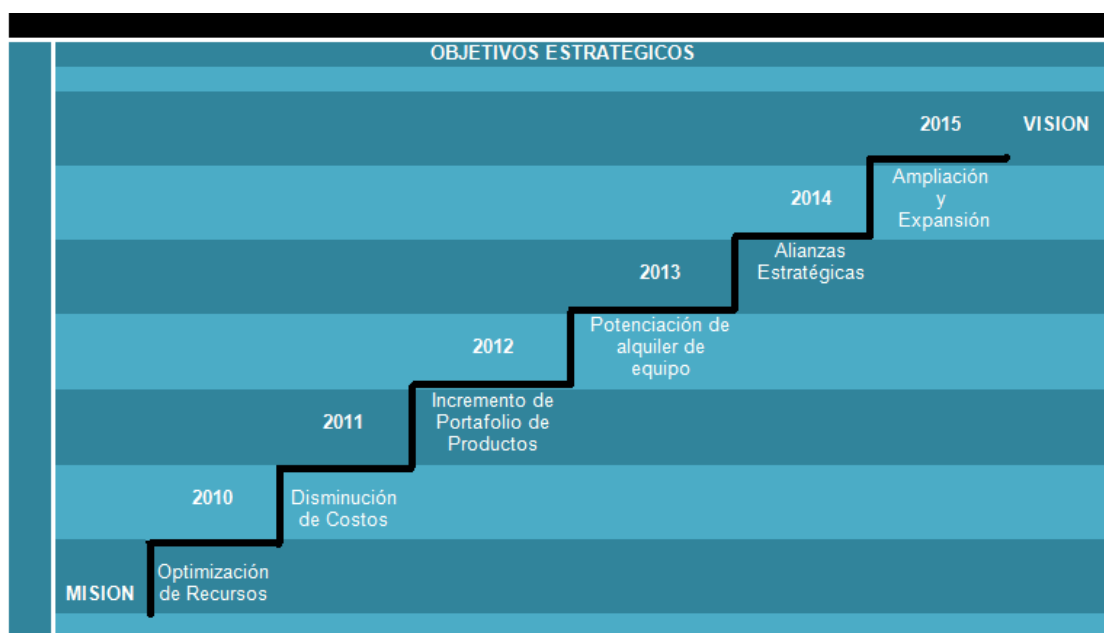 OBJETIVOS ESTRATEGICOS
2015 VISION
Ampliación
y
Expansión
2014
Alianzas
Estratégicas
2013
Potenciación de
alquiler de
equipo
2012
Incremento de
Portafolio de
Productos
2011
Disminución
de Costos
2010
Optimización
de Recursos
MISION